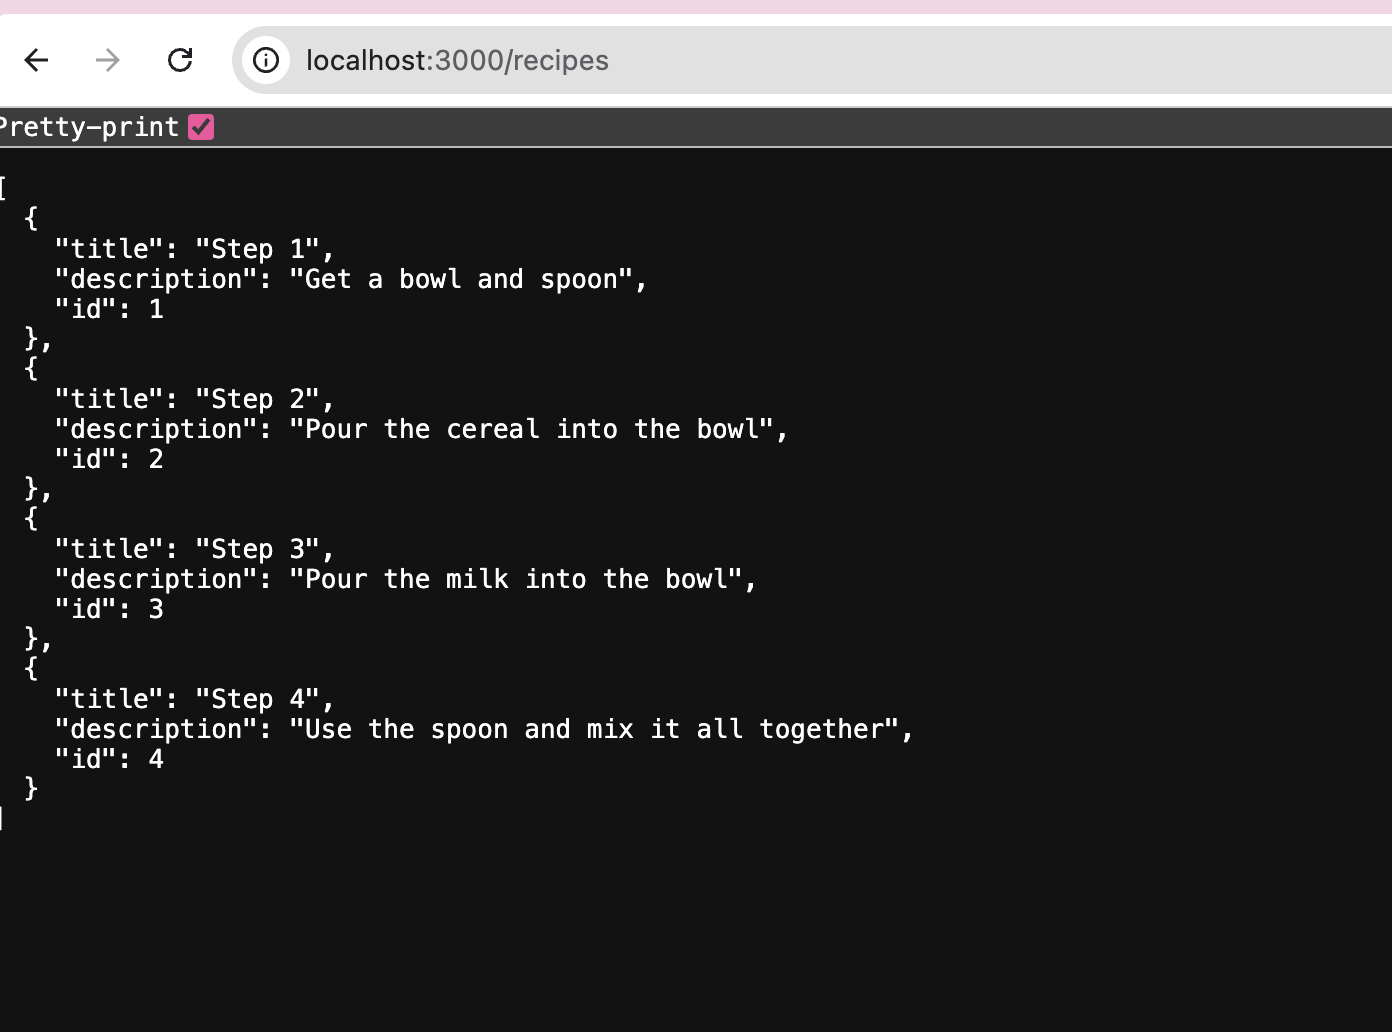 localhost:3000/recipes
Pretty-print
[
{
"title": "Step 1",
"description": "Get a bowl and spoon",
"id": 1
},
{
"title": "Step 2",
"description": "Pour the cereal into the bowl",
"id": 2
},
{
"title": "Step 3",
"description": "Pour the milk into the bowl",
"id": 3
},
{
"title": "Step 4",
"description": "Use the spoon and mix it all together",
"id": 4
}
]